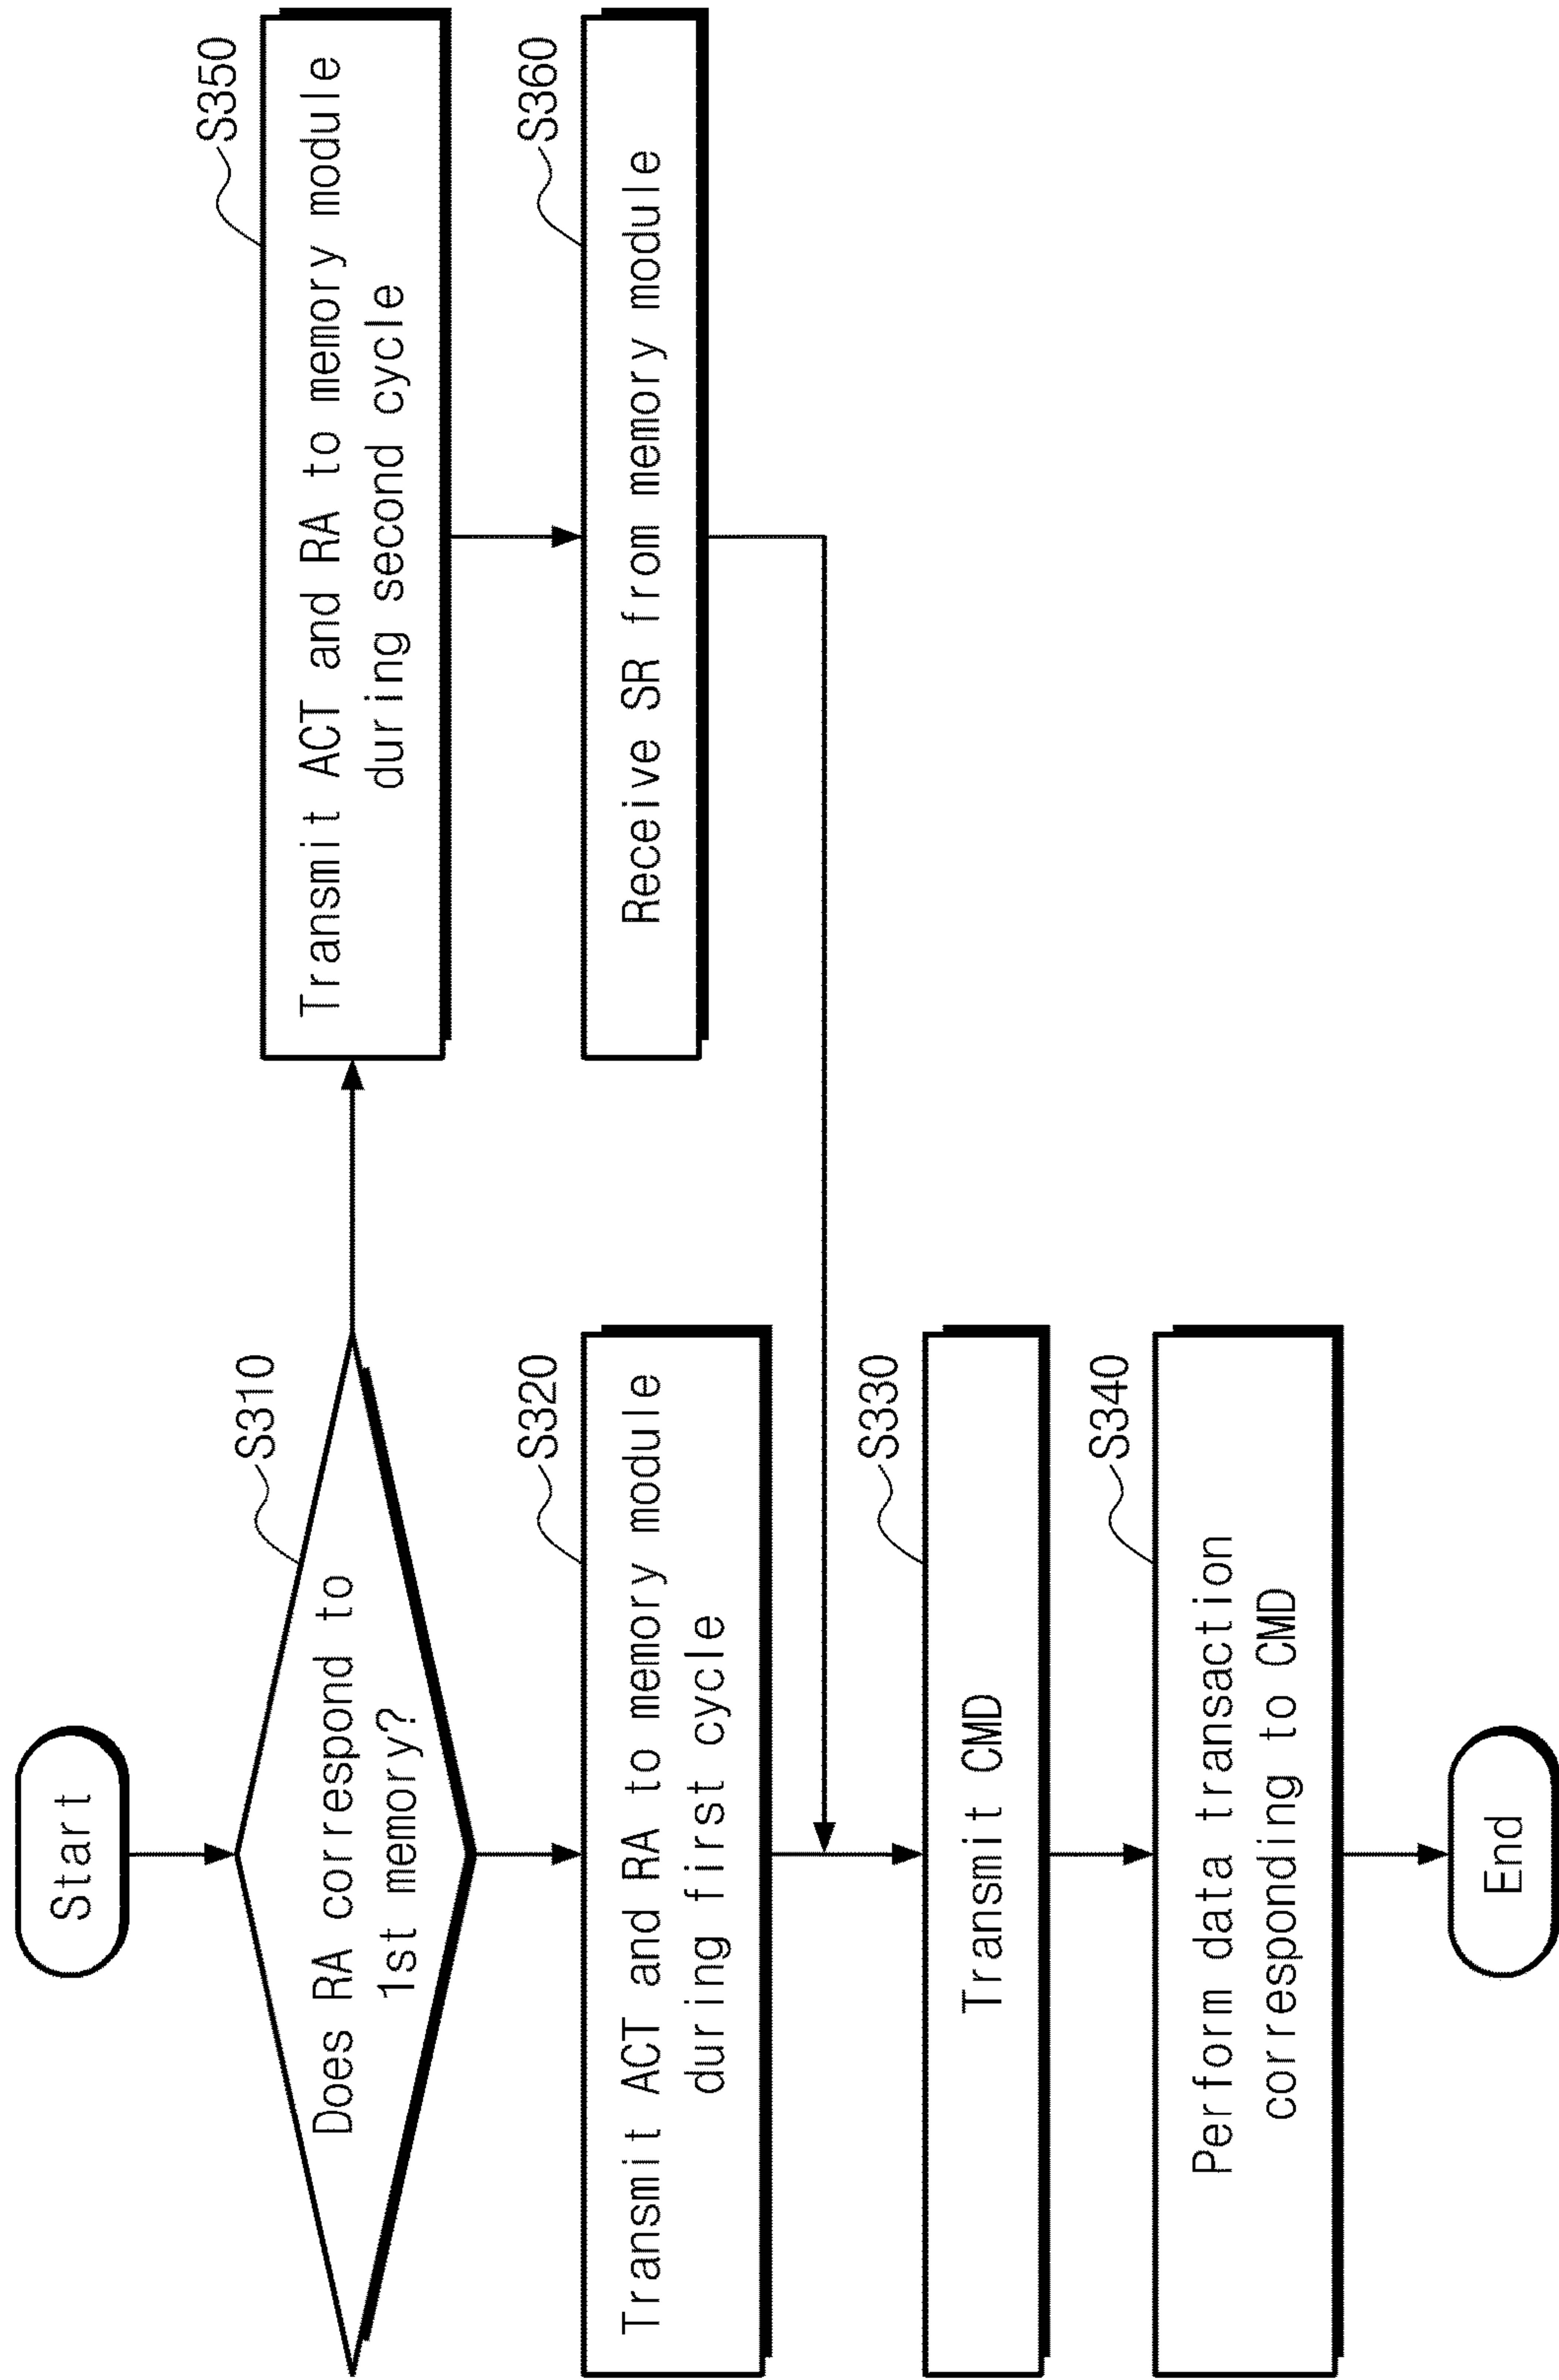 Start
S310
Does RA correspond to
1st memory?
S350
Transmit ACT and RA to memory module
during second cycle
S320
Transmit ACT and RA to memory module
during first cycle
S360
Receive SR from memory module
S330
Transmit CMD
S340
Perform data transaction
corresponding to CMD
End